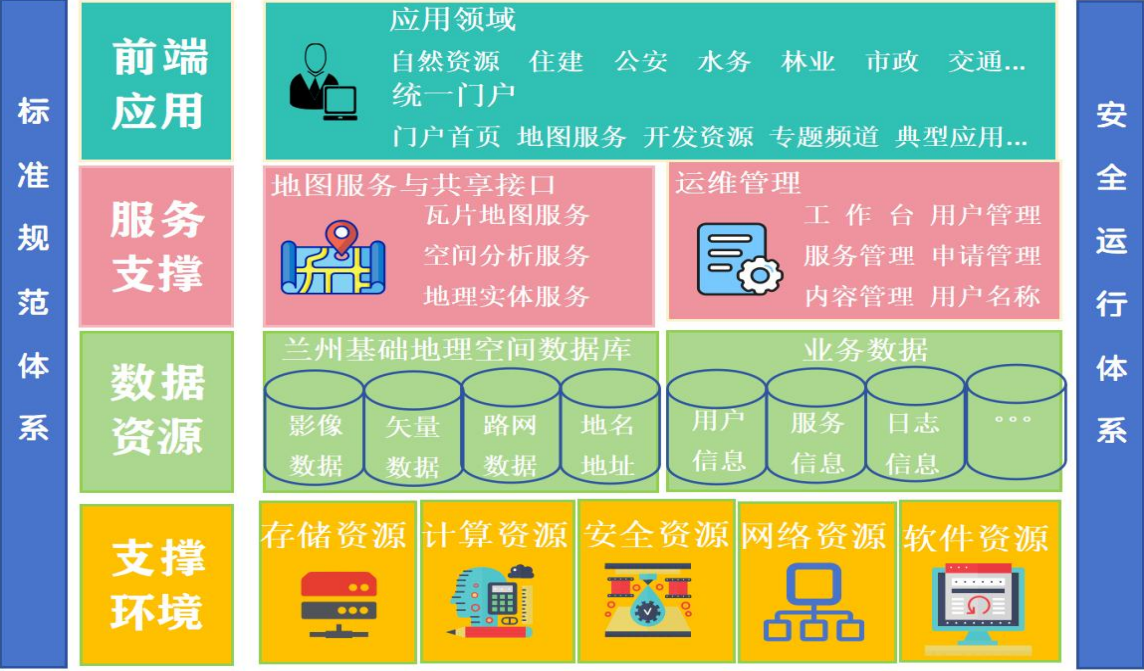 标准规范体系
前端
应用
应用领域
自然资源 住建 公安 水务 林业 市政 交通...
统一门户
门户首页 地图服务 开发资源 专题频道 典型应用...
服务
支撑
地图服务与共享接口
瓦片地图服务
空间分析服务
地理实体服务
运维管理
工 作 台 用户管理
服务管理 申请管理
内容管理 用户名称
数据
资源
兰州基础地理空间数据库
影像
数据
矢量
数据
路网
数据
地名
地址
业务数据
用户
信息
服务
信息
日志
信息
。。。
支撑
环境
存储资源
计算资源
安全资源
网络资源
软件资源
安全运行体系